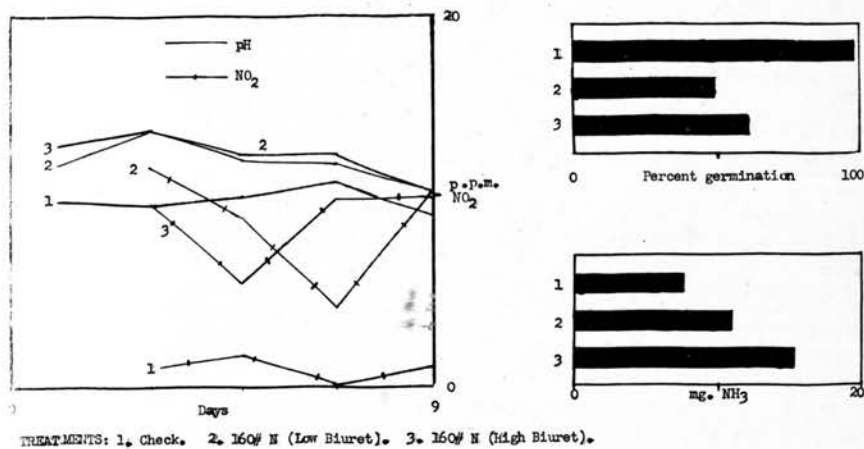 20
pH
NO2
3
2
1
2
2
3
1
p.p.m.
NO2
0
Days
9
1
2
3
0
Percent germination
100
1
2
3
0
mg. NH3
20
TREATMENTS: 1. Check. 2. 160# N (Low Biuret). 3. 160# N (High Biuret).